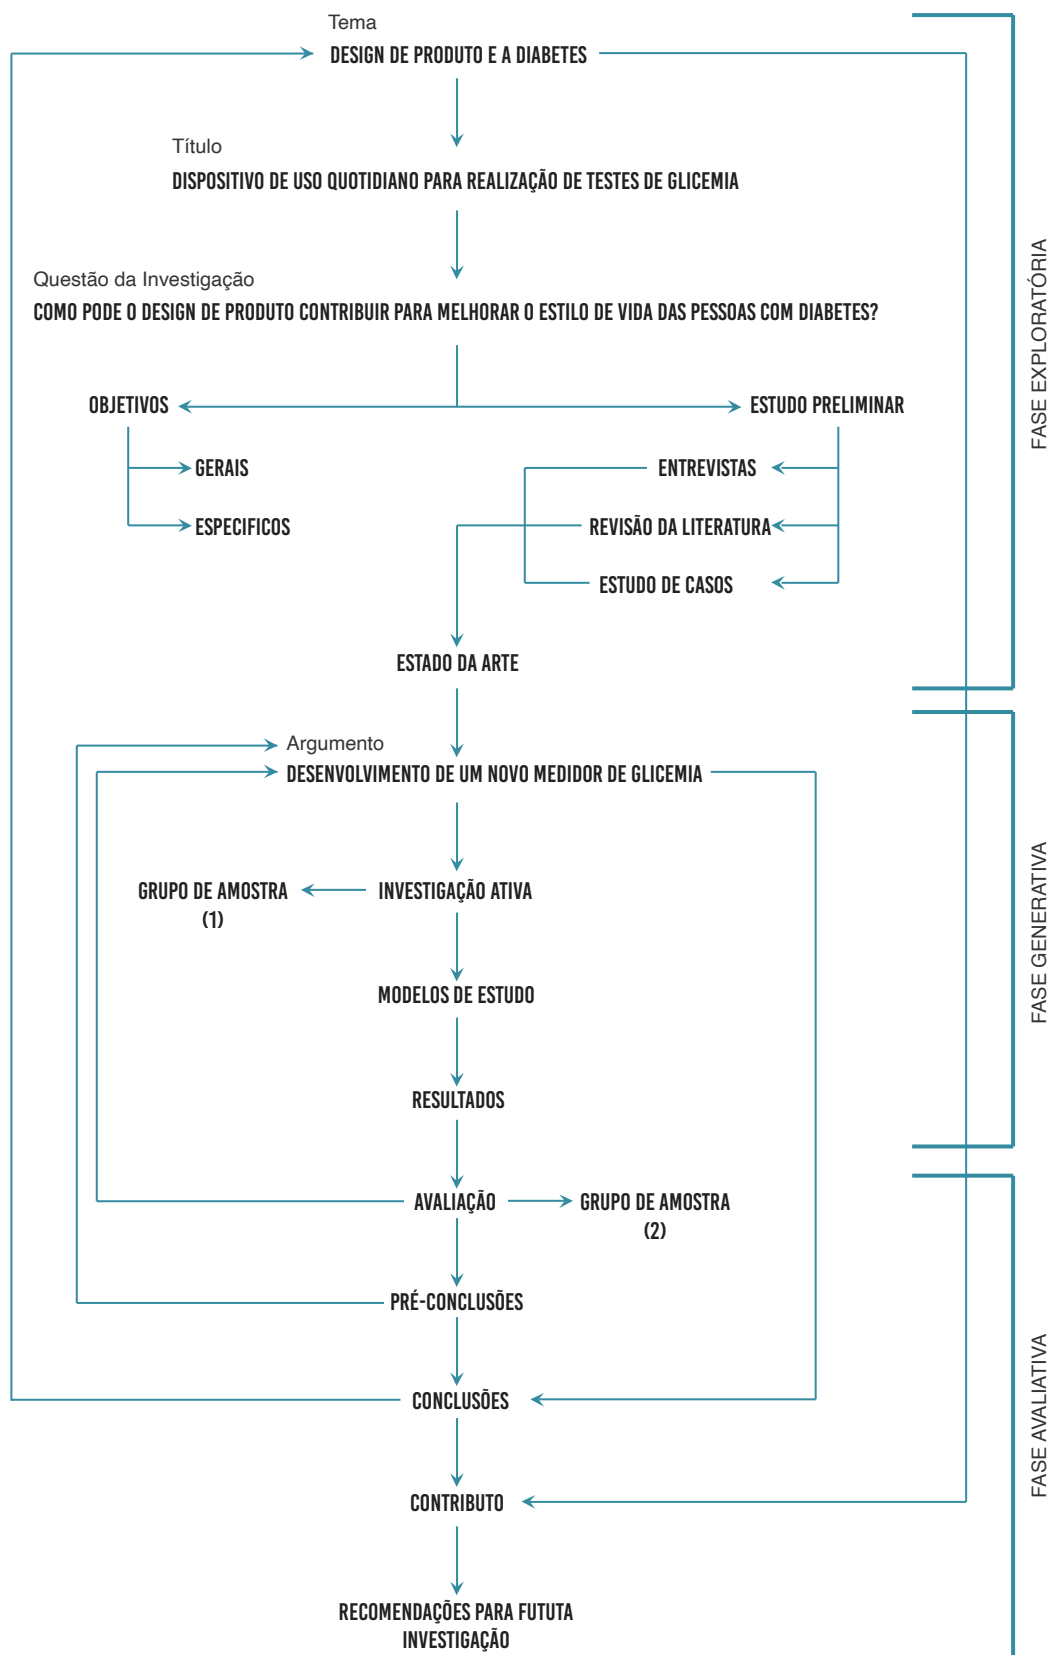 Tema
DESIGN DE PRODUTO E A DIABETES
Título
DISPOSITIVO DE USO QUOTIDIANO PARA REALIZAÇÃO DE TESTES DE GLICEMIA
Questão da Investigação
COMO PODE O DESIGN DE PRODUTO CONTRIBUIR PARA MELHORAR O ESTILO DE VIDA DAS PESSOAS COM DIABETES?
OBJETIVOS
ESTUDO PRELIMINAR
GERAIS
ENTREVISTAS
ESPECIFICOS
REVISÃO DA LITERATURA
ESTUDO DE CASOS
ESTADO DA ARTE
FASE EXPLORATÓRIA
Argumento
DESENVOLVIMENTO DE UM NOVO MEDIDOR DE GLICEMIA
GRUPO DE AMOSTRA
(1)
INVESTIGAÇÃO ATIVA
MODELOS DE ESTUDO
RESULTADOS
FASE GENERATIVA
AVALIAÇÃO
GRUPO DE AMOSTRA
(2)
PRÉ-CONCLUSÕES
CONCLUSÕES
CONTRIBUTO
RECOMENDAÇÕES PARA FUTUTA
INVESTIGAÇÃO
FASE AVALIATIVA